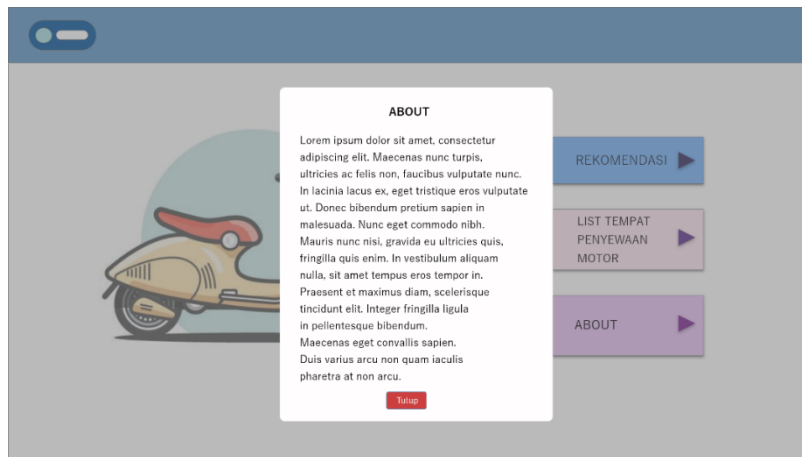 ABOUT
Lorem ipsum dolor sit amet, consectetur
adipiscing elit. Maecenas nunc turpis,
ultricies ac felis non, faucibus vulputate nunc.
In lacinia lacus ex, eget tristique eros vulputate
ut. Donec bibendum pretium sapien in
malesuada. Nunc eget commodo nibh.
Mauris nunc nisi, gravida eu ultricies quis,
fringilla quis enim. In vestibulum aliquam
nulla, sit amet tempus eros tempor in.
Praesent et maximus diam, scelerisque
tincidunt elit. Integer fringilla ligula
in pellentesque bibendum.
Maecenas eget convallis sapien.
Duis varius arcu non quam iaculis
pharetra at non arcu.
Tutup
REKOMENDASI
LIST TEMPAT
PENYEWAAN
MOTOR
ABOUT